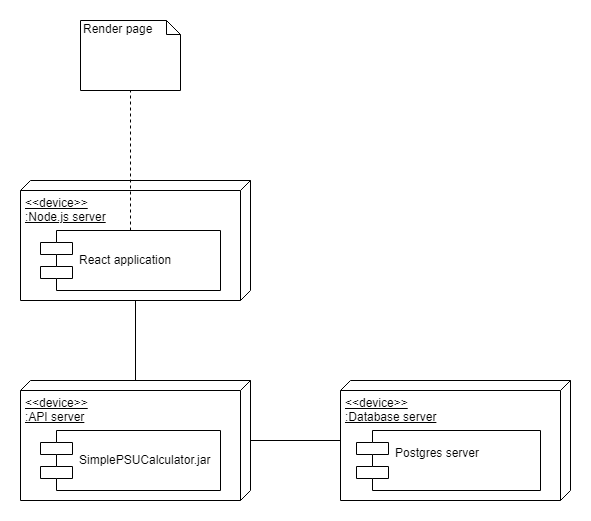 Render page
<<device>>
:Node.js server
React application
<<device>>
:API server
SimplePSUCalculator.jar
<<device>>
:Database server
Postgres server